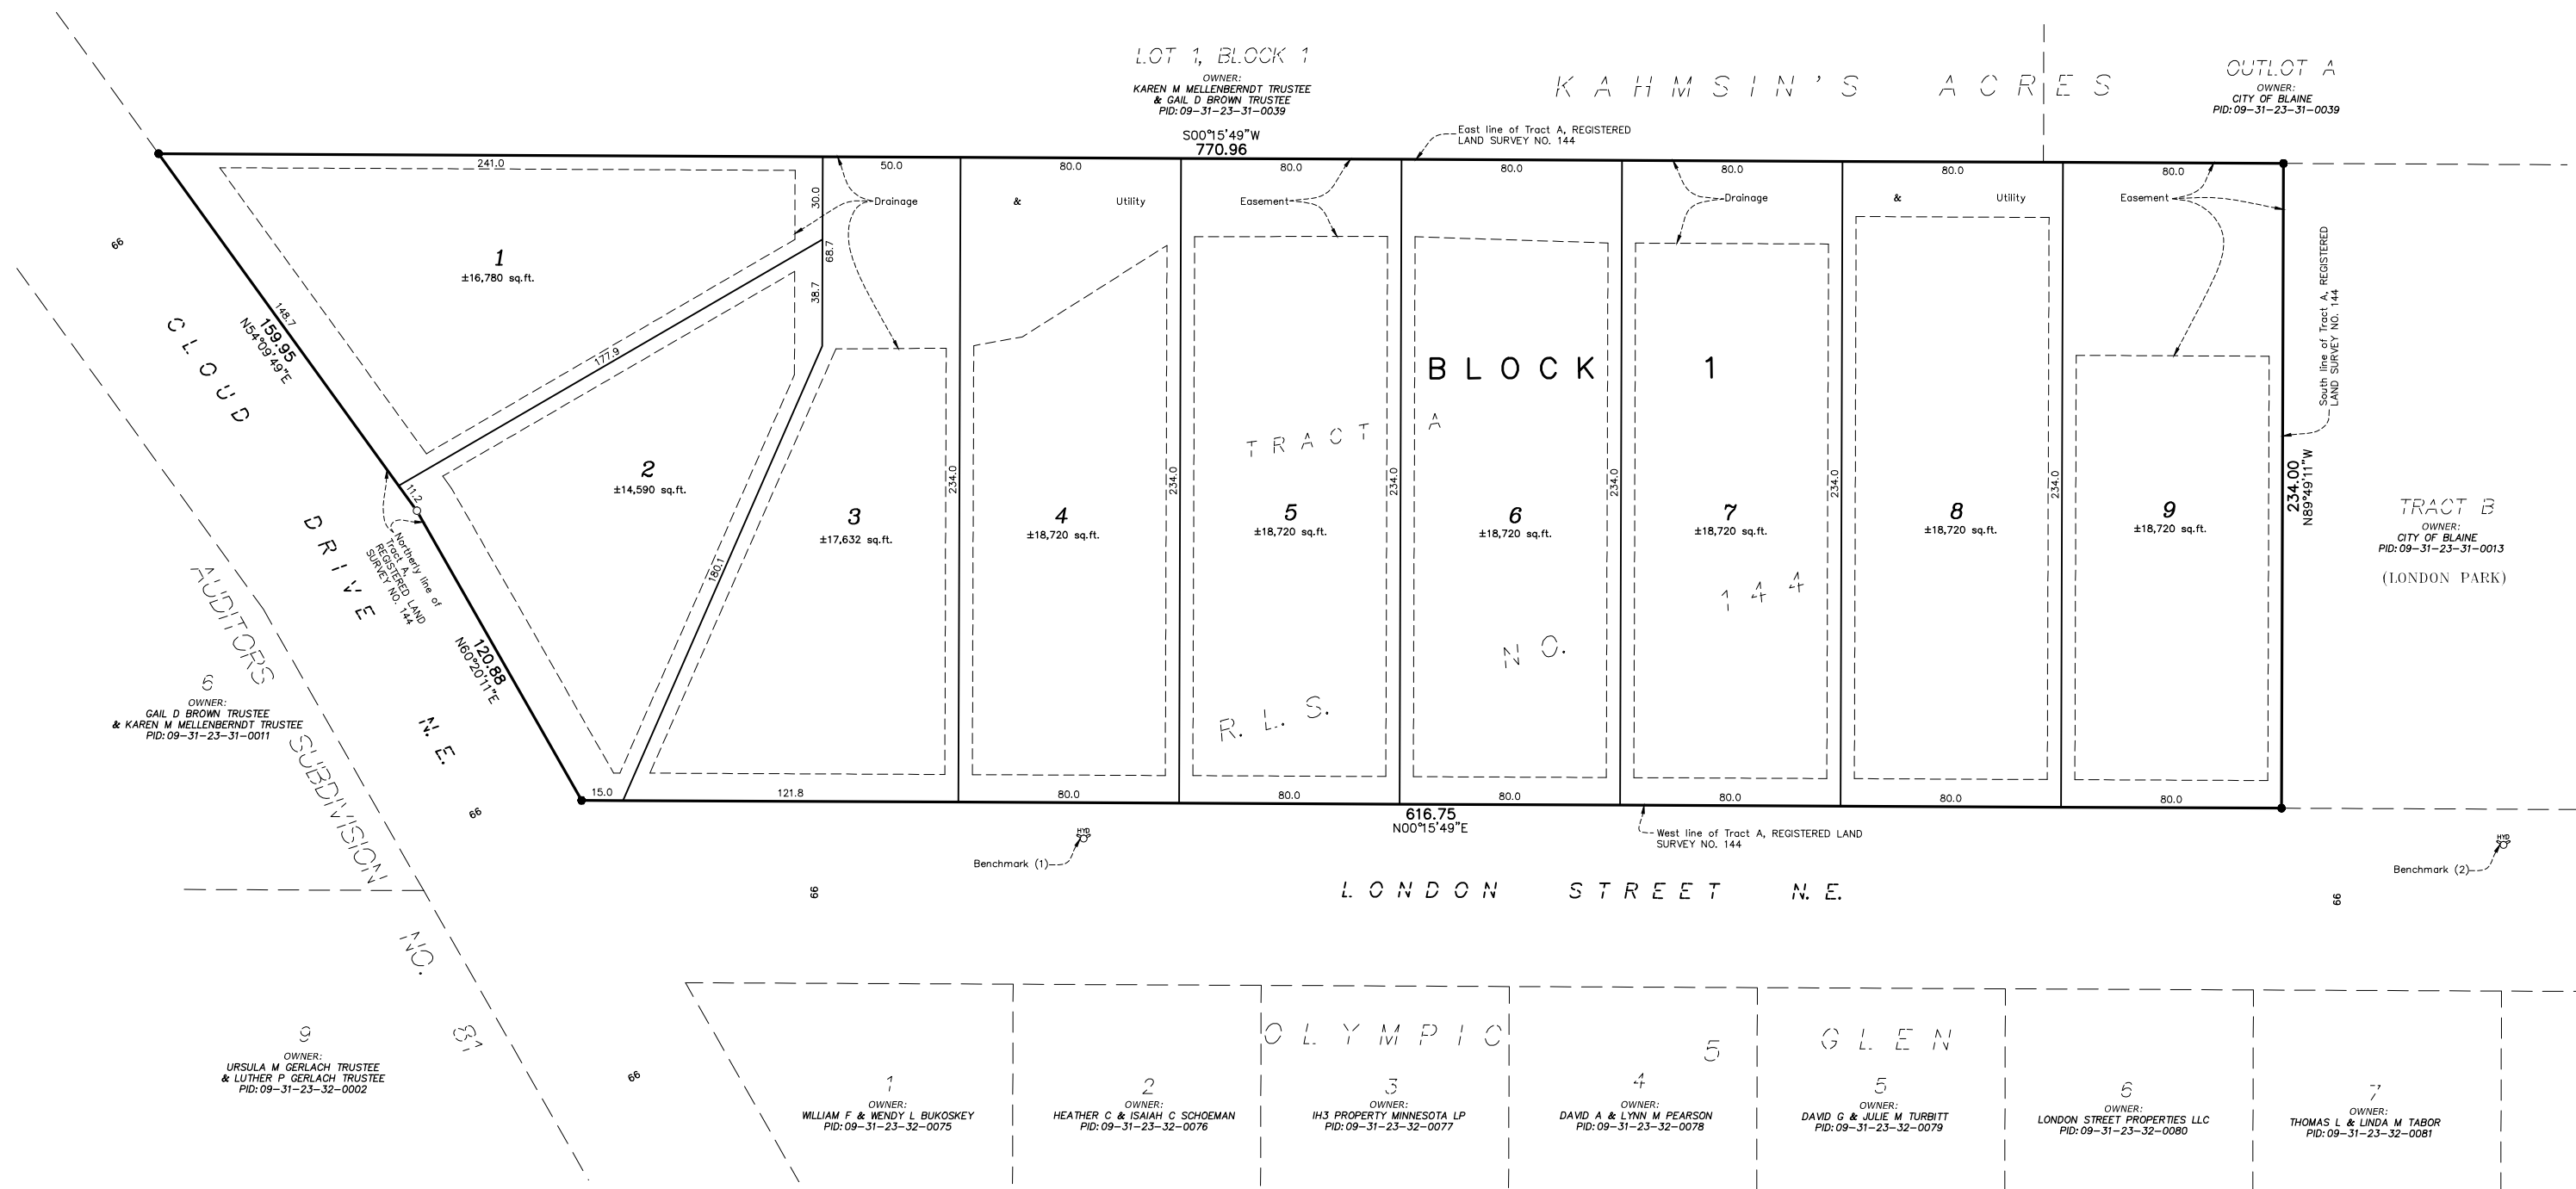 LOT 1, BLOCK 1
OWNER:
KAREN M MELLENBERNDT TRUSTEE
& GAIL D BROWN TRUSTEE
PID: 09-31-23-31-0039
KAHMSIN'S ACRES
OUTLOT A
OWNER:
CITY OF BLAINE
PID: 09-31-23-31-0039
S00°15'49"W
770.96
East line of Tract A, REGISTERED
LAND SURVEY NO. 144
241.0
50.0
80.0
80.0
80.0
80.0
80.0
80.0
30.0
68.7
38.7
Drainage
&
Utility
Easement
Drainage
&
Utility
Easement
66
1
±16,780 sq.ft.
148.7
159.95
N54°09'49"E
177.9
CLOUD
DRIVE
N.E.
11.2
Northerly line of
Tract A,
REGISTERED LAND
SURVEY NO. 144
120.88
N60°20'11"E
2
±14,590 sq.ft.
180.1
3
±17,632 sq.ft.
234.0
4
±18,720 sq.ft.
234.0
5
±18,720 sq.ft.
234.0
6
±18,720 sq.ft.
234.0
7
±18,720 sq.ft.
234.0
8
±18,720 sq.ft.
234.0
9
±18,720 sq.ft.
BLOCK 1
TRACT A
R.L.S. NO. 144
South line of Tract A, REGISTERED
LAND SURVEY NO. 144
234.00
N89°49'11"W
TRACT B
OWNER:
CITY OF BLAINE
PID: 09-31-23-31-0013
(LONDON PARK)
AUDITORS
SUBDIVISION
NO.
81
6
OWNER:
GAIL D BROWN TRUSTEE
& KAREN M MELLENBERNDT TRUSTEE
PID: 09-31-23-31-0011
66
15.0
121.8
80.0
80.0
80.0
80.0
80.0
80.0
616.75
N00°15'49"E
West line of Tract A, REGISTERED LAND
SURVEY NO. 144
HYD
Benchmark (1)
HYD
Benchmark (2)
66
LONDON STREET N.E.
66
9
OWNER:
URSULA M GERLACH TRUSTEE
& LUTHER P GERLACH TRUSTEE
PID: 09-31-23-32-0002
66
OLYMPIC GLEN
5
1
OWNER:
WILLIAM F & WENDY L BUKOSKEY
PID: 09-31-23-32-0075
2
OWNER:
HEATHER C & ISAIAH C SCHOEMAN
PID: 09-31-23-32-0076
3
OWNER:
IH3 PROPERTY MINNESOTA LP
PID: 09-31-23-32-0077
4
OWNER:
DAVID A & LYNN M PEARSON
PID: 09-31-23-32-0078
5
OWNER:
DAVID G & JULIE M TURBITT
PID: 09-31-23-32-0079
6
OWNER:
LONDON STREET PROPERTIES LLC
PID: 09-31-23-32-0080
7
OWNER:
THOMAS L & LINDA M TABOR
PID: 09-31-23-32-0081